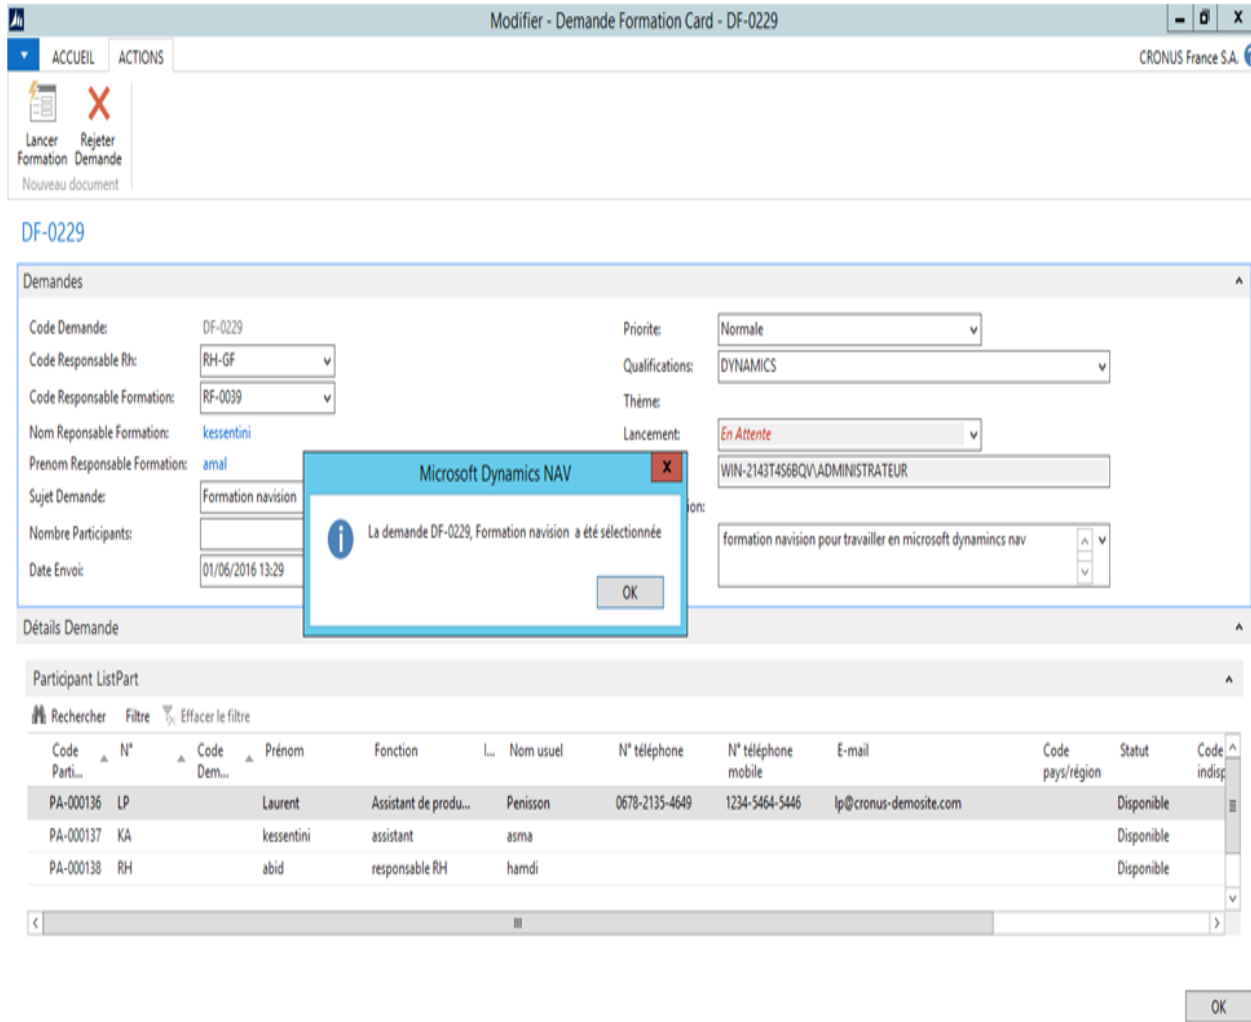 Modifier - Demande Formation Card - DF-0229
ACCUEIL ACTIONS CRONUS France S.A. ?
Lancer Formation
Rejeter Demande
Nouveau document
DF-0229
Demandes
Code Demande: DF-0229
Code Responsable Rh: RH-GF
Code Responsable Formation: RF-0039
Nom Reponsable Formation: kessentini
Prenom Responsable Formation: amal
Sujet Demande: Formation navision
Nombre Participants:
Date Envoi: 01/06/2016 13:29
Priorite: Normale
Qualifications: DYNAMICS
Thème:
Lancement: En Attente
WIN-2143T4S6BQV\ADMINISTRATEUR
ion:
formation navision pour travailler en microsoft dynamincs nav
Microsoft Dynamics NAV
La demande DF-0229, Formation navision a été sélectionnée
OK
Détails Demande
Participant ListPart
Rechercher Filtre Effacer le filtre
Code Parti... N° Code Dem... Prénom Fonction I... Nom usuel N° téléphone N° téléphone mobile E-mail Code pays/région Statut Code indisp
PA-000136 LP Laurent Assistant de produ... Penisson 0678-2135-4649 1234-5464-5446 lp@cronus-demosite.com Disponible
PA-000137 KA kessentini assistant asma Disponible
PA-000138 RH abid responsable RH hamdi Disponible
OK